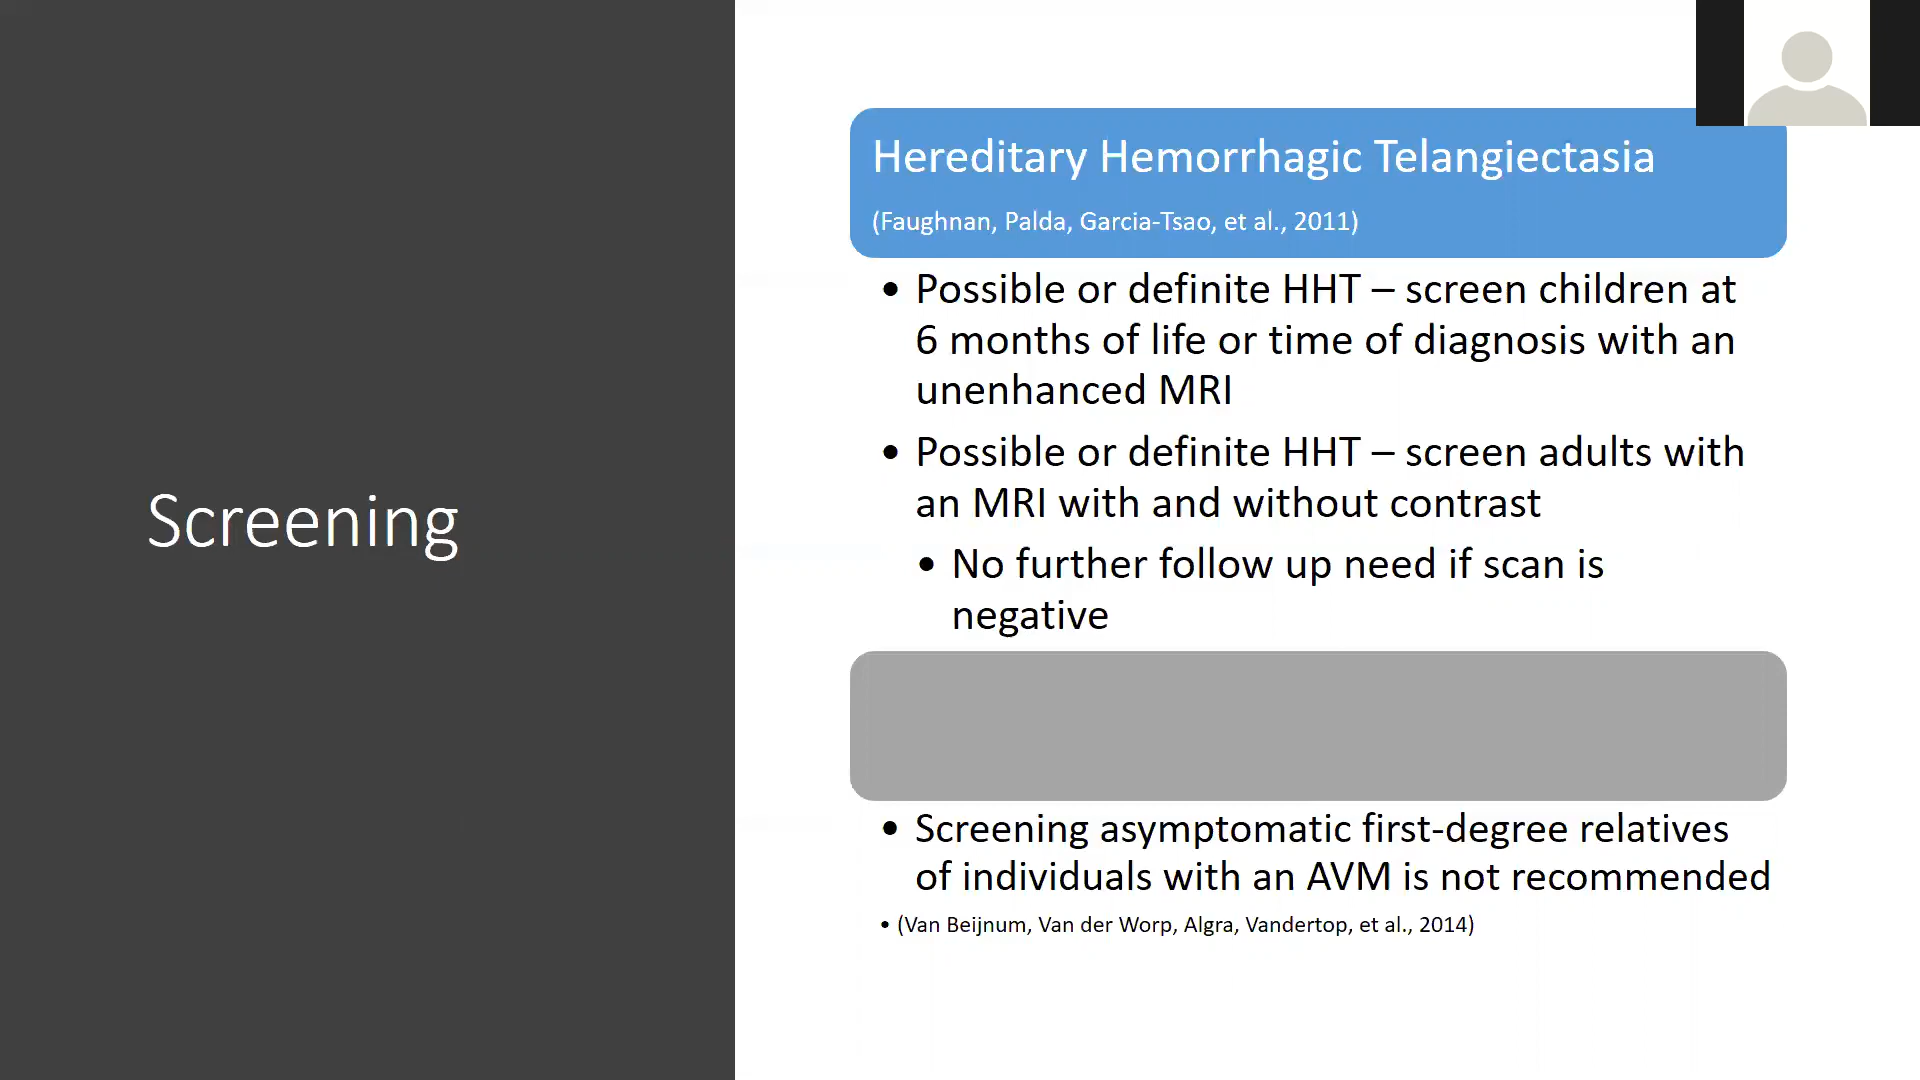 Screening
Hereditary Hemorrhagic Telangiectasia
(Faughnan, Palda, Garcia-Tsao, et al., 2011)
• Possible or definite HHT – screen children at
6 months of life or time of diagnosis with an
unenhanced MRI
• Possible or definite HHT – screen adults with
an MRI with and without contrast
• No further follow up need if scan is
negative
• Screening asymptomatic first-degree relatives
of individuals with an AVM is not recommended
• (Van Beijnum, Van der Worp, Algra, Vandertop, et al., 2014)